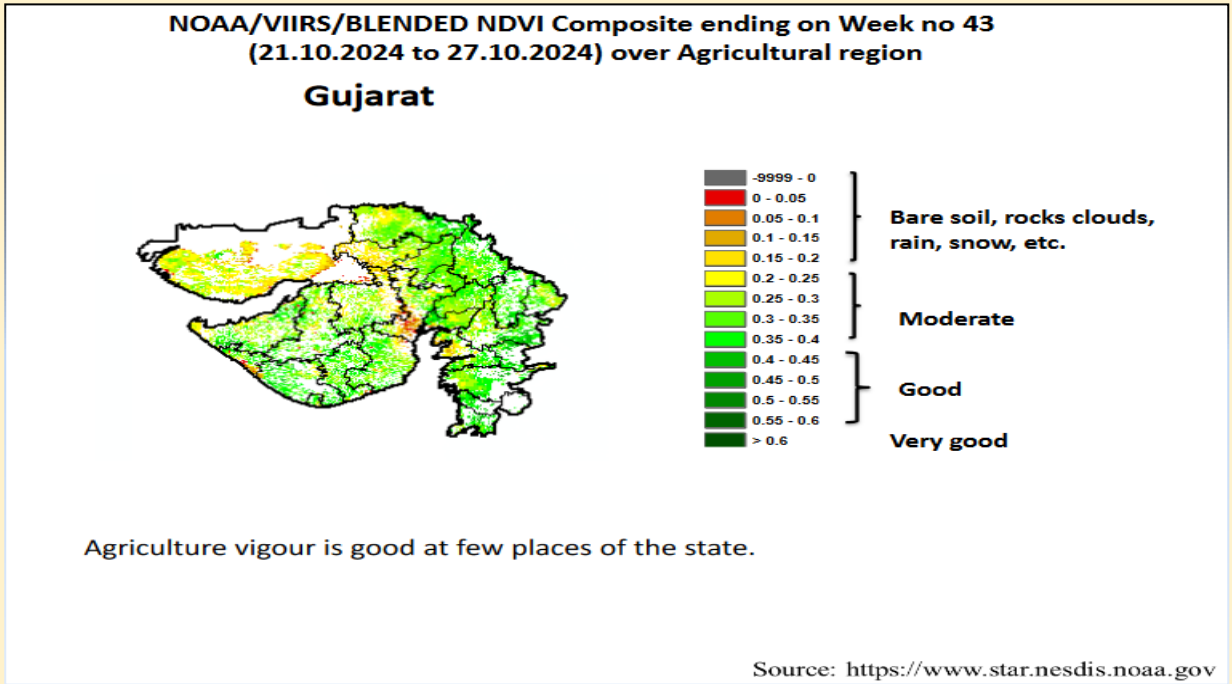 NOAA/VIIRS/BLENDED NDVI Composite ending on Week no 43
(21.10.2024 to 27.10.2024) over Agricultural region
Gujarat
-9999 - 0
0 - 0.05
0.05 - 0.1
0.1 - 0.15
0.15 - 0.2
Bare soil, rocks clouds,
rain, snow, etc.
0.2 - 0.25
0.25 - 0.3
0.3 - 0.35
0.35 - 0.4
Moderate
0.4 - 0.45
0.45 - 0.5
0.5 - 0.55
0.55 - 0.6
Good
> 0.6
Very good
Agriculture vigour is good at few places of the state.
Source: https://www.star.nesdis.noaa.gov